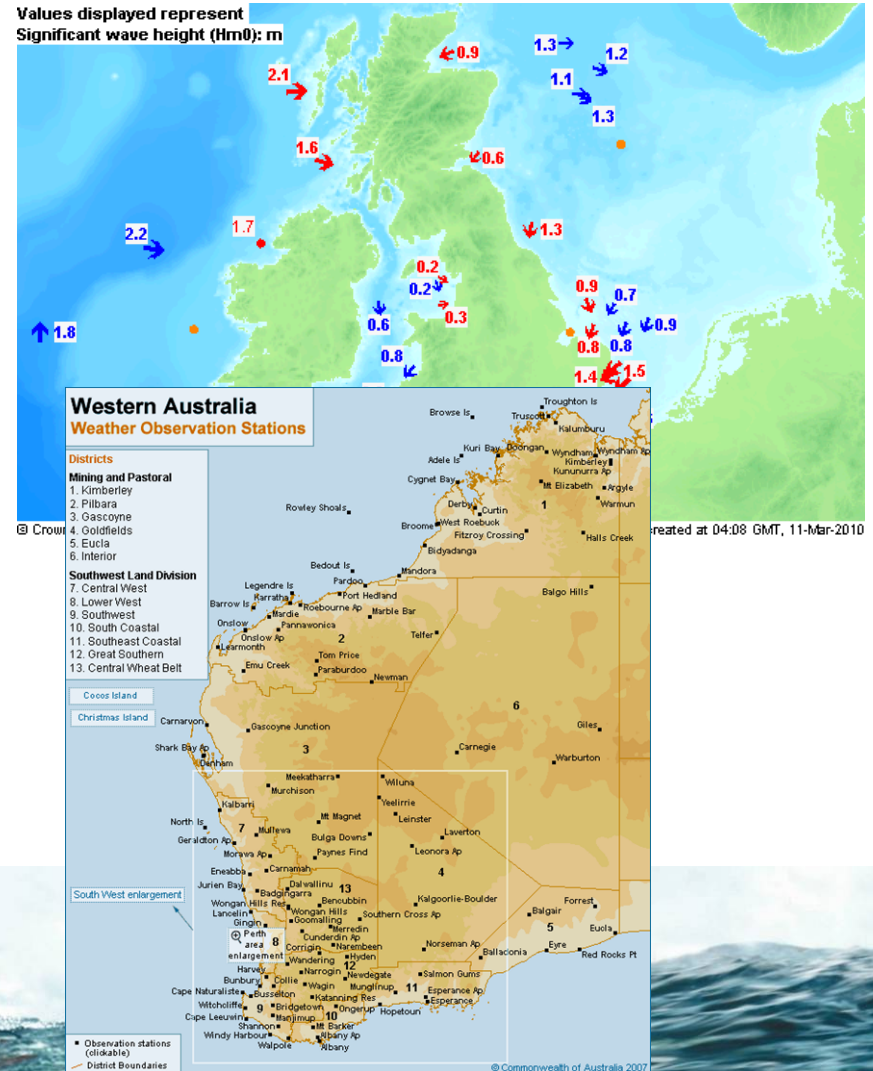 Values displayed represent
Significant wave height (Hm0): m
0.9
1.3
1.2
2.1
1.1
1.3
1.6
0.6
1.7
1.3
2.2
0.2
0.2
0.9
0.7
0.3
1.8
0.6
0.9
0.8
0.8
0.8
1.4
1.5
created at 04:08 GMT, 11-Mar-2010
Western Australia
Weather Observation Stations
Districts
Mining and Pastoral
1. Kimberley
2. Pilbara
3. Gascoyne
4. Goldfields
5. Eucla
6. Interior
Southwest Land Division
7. Central West
8. Lower West
9. Southwest
10. South Coastal
11. Southeast Coastal
12. Great Southern
13. Central Wheat Belt
Cocos Island
Christmas Island
Troughton Is
Browse Is
Truscott
Kalumburu
Kuri Bay
Doongan
Wyndham
Wyndham Ap
Adele Is
Kimberley
Kununurra Ap
Cygnet Bay
Mt Elizabeth
Argyle
1
Warmun
Derby
Curtin
Rowley Shoals
Broome
West Roebuck
Fitzroy Crossing
Halls Creek
Bidyadanga
Bedout Is
Mandora
Pardoo
Legendre Is
Port Hedland
Balgo Hills
Karratha
Barrow Is
Roebourne Ap
Marble Bar
Mardie
Onslow
Pannawonica
Onslow Ap
2
Telfer
Learmonth
Tom Price
Emu Creek
Paraburdoo
Newman
6
Carnarvon
Gascoyne Junction
Giles
Shark Bay Ap
3
Carnegie
Denham
Warburton
Meekatharra
Wiluna
Murchison
Kalbarri
Yeelirrie
Mt Magnet
Leinster
North Is
7
Mullewa
Bulga Downs
Laverton
Geraldton Ap
Leonora Ap
Morawa Ap
Paynes Find
Eneabba
Carnamah
4
Jurien Bay
Dalwallinu
13
Badgingarra
South West enlargement
Bencubbin
Kalgoorlie-Boulder
Forrest
Wongan Hills Res
Wongan Hills
Lancelin
Southern Cross Ap
Balgair
Gingin
Goomalling
5
Eucla
Merredin
Perth
area
enlargement
8
Cunderdin Ap
Corrigin
Narembeen
Norseman Ap
Balladonia
Eyre
Red Rocks Pt
Wandering
Hyden
12
Harvey
Narrogin
Newdegate
Salmon Gums
Bunbury
Collie
Wagin
Munglinup
11
Cape Naturaliste
Busselton
Katanning Res
Esperance Ap
Esperance
Witchcliffe
9
Bridgetown
Ongerup
Hopetoun
Cape Leeuwin
Manjimup
10
Shannon
Mt Barker
Windy Harbour
Albany Ap
Walpole
Albany
Observation stations
(clickable)
District Boundaries
© Commonwealth of Australia 2007